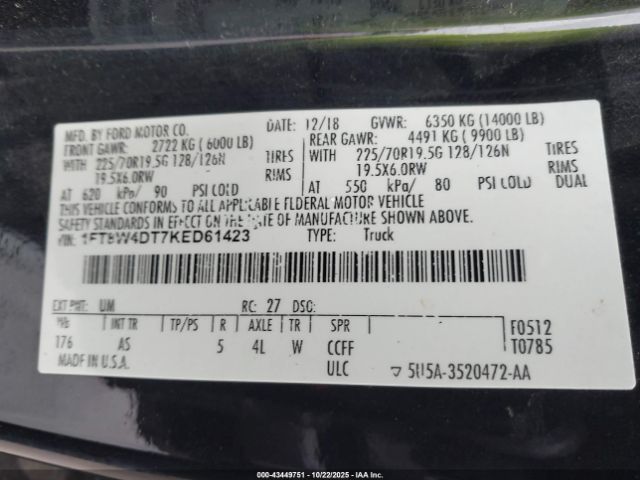 MFD. BY FORD MOTOR CO.
DATE: 12/18 GVWR: 6350 KG (14000 LB)
FRONT GAWR: 2722 KG (6000 LB)
REAR GAWR: 4491 KG (9900 LB)
WITH 225/70R19.5G 128/126N TIRES
WITH 225/70R19.5G 128/126N TIRES
19.5X6.0RW RIMS
19.5X6.0RW RIMS
AT 620 kPa/ 90 PSI COLD
AT 550 kPa/ 80 PSI COLD DUAL
THIS VEHICLE CONFORMS TO ALL APPLICABLE FEDERAL MOTOR VEHICLE
SAFETY STANDARDS IN EFFECT ON THE DATE OF MANUFACTURE SHOWN ABOVE.
VIN: 1FT8W4DT7KED61423 TYPE: Truck
EXT PNT: UM RC: 27 DSO:
WB INT TR TP/PS R AXLE TR SPR F0512
176 AS 5 4L W CCFF T0785
MADE IN U.S.A. ULC ▽ 5U5A-3520472-AA
000-43449751 - 10/22/2025 - IAAI.COM